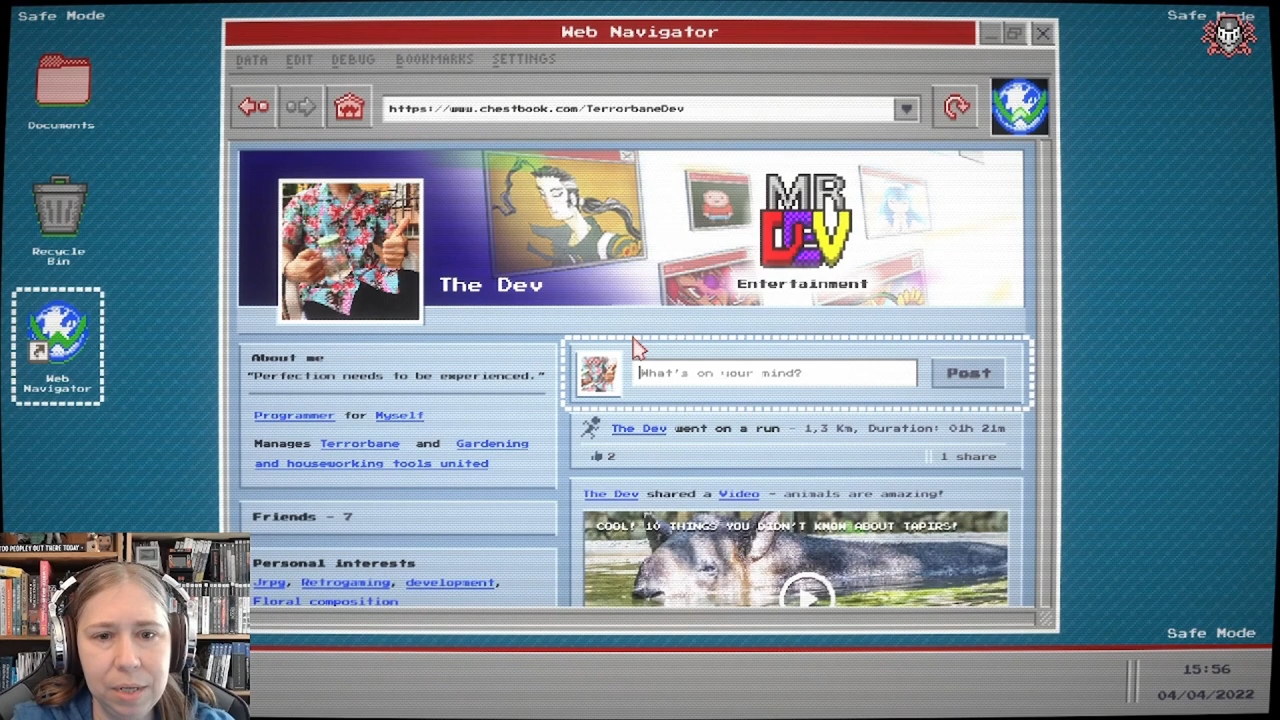 Safe Mode
Safe Mode
Web Navigator
DATA EDIT DEBUG BOOKMARKS SETTINGS
https://www.chestbook.com/TerrorbaneDev
Documents
Recycle
Bin
Web
Navigator
MR
DEV
Entertainment
The Dev
About me
"Perfection needs to be experienced."
Programmer for Myself
Manages Terrorbane and Gardening
and houseworking tools united
Friends - 7
Personal interests
Jrpg, Retrogaming, development,
Floral composition
What's on your mind?
Post
The Dev went on a run - 1,3 Km, Duration: 01h 21m
2
1 share
The Dev shared a Video - animals are amazing!
COOL! 10 THINGS YOU DIDN'T KNOW ABOUT TAPIRS!
OUT THERE TODAY
Safe Mode
15:56
04/04/2022